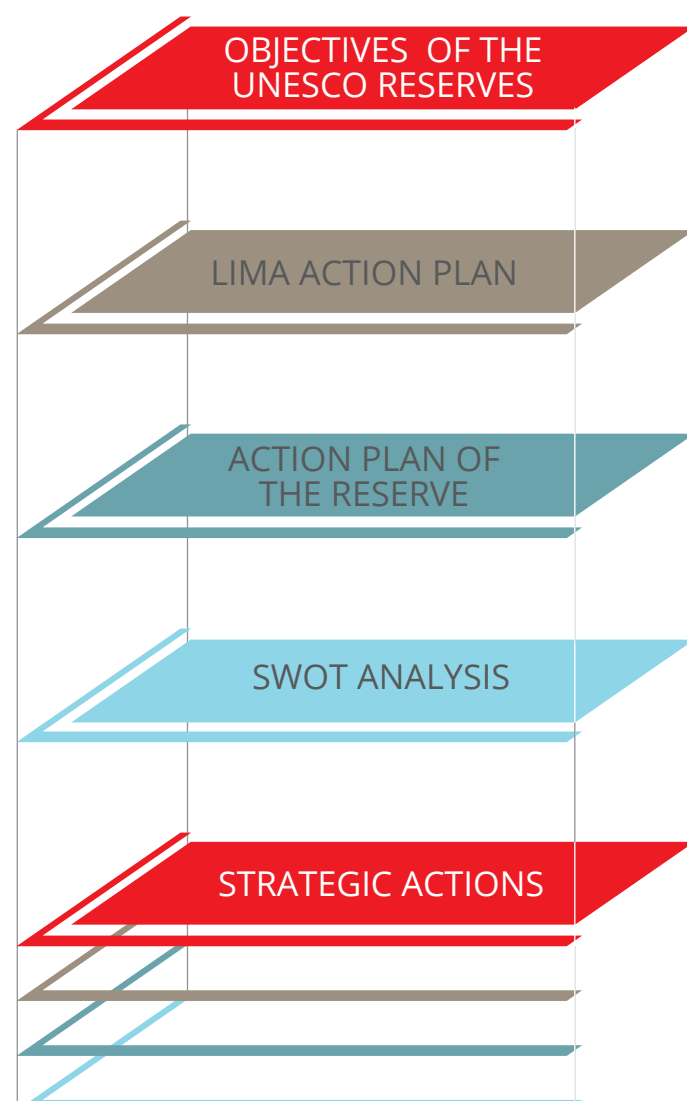 OBJECTIVES OF THE
UNESCO RESERVES
LIMA ACTION PLAN
ACTION PLAN OF
THE RESERVE
SWOT ANALYSIS
STRATEGIC ACTIONS